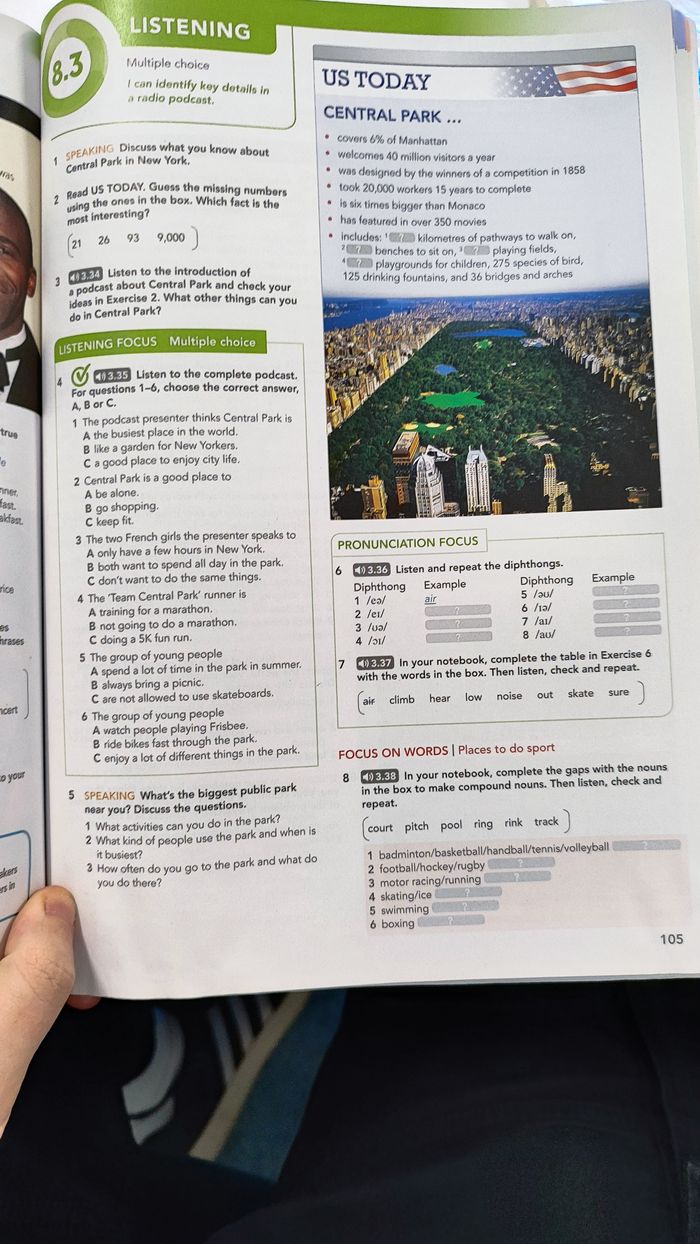 8.3
LISTENING
Multiple choice
I can identify key details in
a radio podcast.
1 SPEAKING Discuss what you know about
Central Park in New York.
2 Read US TODAY. Guess the missing numbers
using the ones in the box. Which fact is the
most interesting?
21 26 93 9,000
3 3.34 Listen to the introduction of
a podcast about Central Park and check your
ideas in Exercise 2. What other things can you
do in Central Park?
LISTENING FOCUS Multiple choice
4 3.35 Listen to the complete podcast.
For questions 1–6, choose the correct answer,
A, B or C.
1 The podcast presenter thinks Central Park is
A the busiest place in the world.
B like a garden for New Yorkers.
C a good place to enjoy city life.
2 Central Park is a good place to
A be alone.
B go shopping.
C keep fit.
3 The two French girls the presenter speaks to
A only have a few hours in New York.
B both want to spend all day in the park.
C don't want to do the same things.
4 The 'Team Central Park' runner is
A training for a marathon.
B not going to do a marathon.
C doing a 5K fun run.
5 The group of young people
A spend a lot of time in the park in summer.
B always bring a picnic.
C are not allowed to use skateboards.
6 The group of young people
A watch people playing Frisbee.
B ride bikes fast through the park.
C enjoy a lot of different things in the park.
5 SPEAKING What's the biggest public park
near you? Discuss the questions.
1 What activities can you do in the park?
2 What kind of people use the park and when is
it busiest?
3 How often do you go to the park and what do
you do there?
US TODAY
CENTRAL PARK ...
• covers 6% of Manhattan
• welcomes 40 million visitors a year
• was designed by the winners of a competition in 1858
• took 20,000 workers 15 years to complete
• is six times bigger than Monaco
• has featured in over 350 movies
• includes: 1 ? kilometres of pathways to walk on,
2 ? benches to sit on, 3 ? playing fields,
4 ? playgrounds for children, 275 species of bird,
125 drinking fountains, and 36 bridges and arches
PRONUNCIATION FOCUS
6 3.36 Listen and repeat the diphthongs.
Diphthong Example Diphthong Example
1 /eə/ air 5 /əʊ/ ?
2 /eɪ/ ? 6 /ɪə/ ?
3 /ʊə/ ? 7 /aɪ/ ?
4 /ɔɪ/ ? 8 /aʊ/ ?
7 3.37 In your notebook, complete the table in Exercise 6
with the words in the box. Then listen, check and repeat.
air climb hear low noise out skate sure
FOCUS ON WORDS | Places to do sport
8 3.38 In your notebook, complete the gaps with the nouns
in the box to make compound nouns. Then listen, check and
repeat.
court pitch pool ring rink track
1 badminton/basketball/handball/tennis/volleyball ?
2 football/hockey/rugby ?
3 motor racing/running ?
4 skating/ice ?
5 swimming ?
6 boxing ?
105